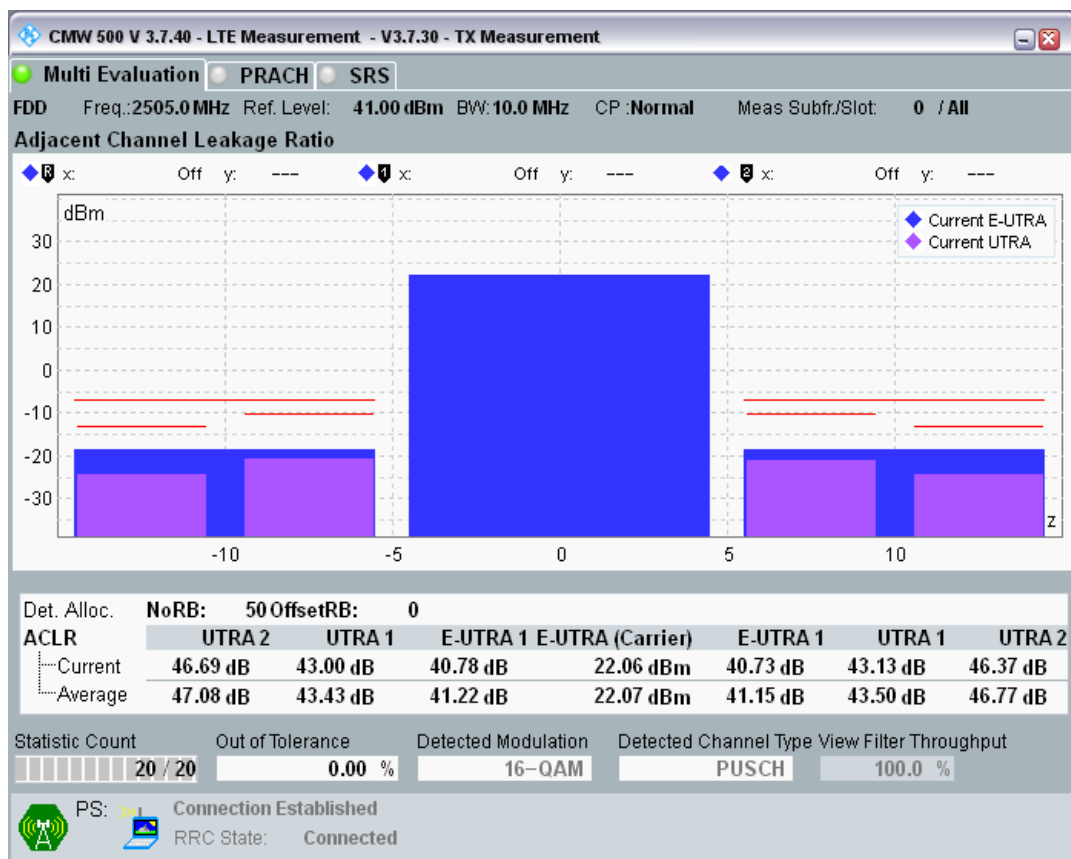 CMW 500 V 3.7.40 - LTE Measurement - V3.7.30 - TX Measurement
Multi Evaluation PRACH SRS
FDD Freq.:2505.0 MHz Ref. Level: 41.00 dBm BW: 10.0 MHz CP :Normal Meas Subfr./Slot: 0 / All
Adjacent Channel Leakage Ratio
R x: Off y: --- 1 x: Off y: --- 2 x: Off y: ---
dBm
Current E-UTRA
Current UTRA
30
20
10
0
-10
-20
-30
z
-10 -5 0 5 10
Det. Alloc. NoRB: 50 OffsetRB: 0
ACLR UTRA 2 UTRA 1 E-UTRA 1 E-UTRA (Carrier) E-UTRA 1 UTRA 1 UTRA 2
Current 46.69 dB 43.00 dB 40.78 dB 22.06 dBm 40.73 dB 43.13 dB 46.37 dB
Average 47.08 dB 43.43 dB 41.22 dB 22.07 dBm 41.15 dB 43.50 dB 46.77 dB
Statistic Count Out of Tolerance Detected Modulation Detected Channel Type View Filter Throughput
20 / 20 0.00 % 16-QAM PUSCH 100.0 %
PS: Connection Established
RRC State: Connected